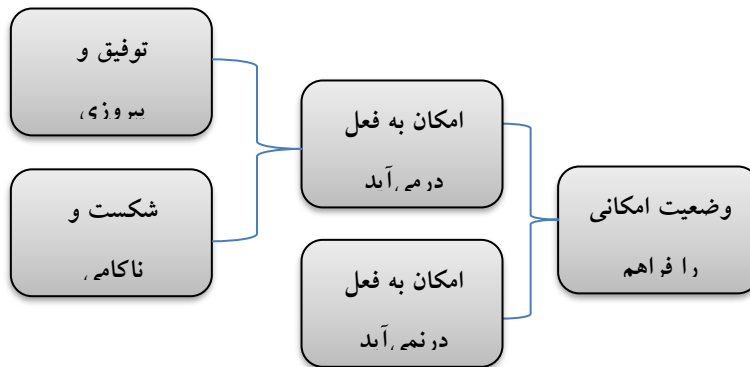 وضعیت امکانی
را فراهم
امکان به فعل
درمی‌آید
امکان به فعل
درنمی‌آید
توفیق و
پیروزی
شکست و
ناکامی